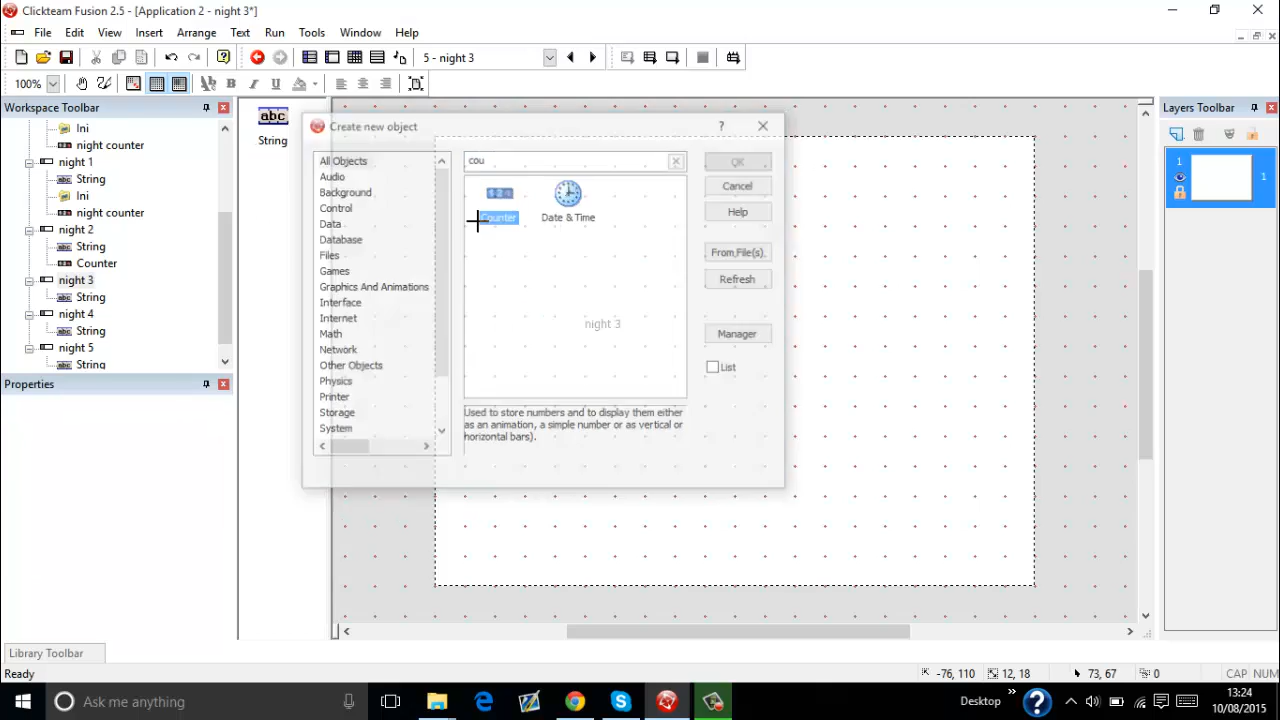 Clickteam Fusion 2.5 - [Application 2 - night 3*]
File Edit View Insert Arrange Text Run Tools Window Help
5 - night 3
100%
B I U
Workspace Toolbar
Ini
night counter
night 1
String
Ini
night counter
night 2
String
Counter
night 3
String
night 4
String
night 5
String
Properties
abc
String
Create new object
All Objects
Audio
Background
Control
Data
Database
Files
Games
Graphics And Animations
Interface
Internet
Math
Network
Other Objects
Physics
Printer
Storage
System
cou
Counter
Date & Time
night 3
Used to store numbers and to display them either
as an animation, a simple number or as vertical or
horizontal bars).
OK
Cancel
Help
From File(s).
Refresh
Manager
List
Layers Toolbar
1
1
Library Toolbar
Ready
-76, 110
12, 18
73, 67
0
CAP NUM
Ask me anything
Desktop
13:24
10/08/2015